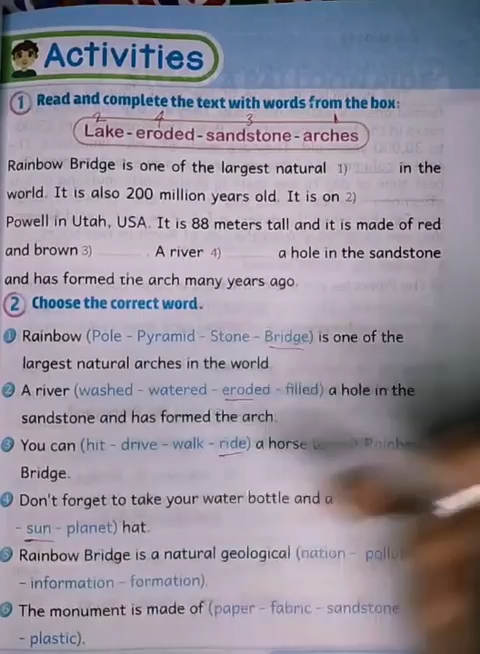 Activities
1 Read and complete the text with words from the box:
2 4 3 1
Lake - eroded - sandstone - arches
Rainbow Bridge is one of the largest natural 1) in the
world. It is also 200 million years old. It is on 2)
Powell in Utah, USA. It is 88 meters tall and it is made of red
and brown 3) . A river 4) a hole in the sandstone
and has formed the arch many years ago.
2 Choose the correct word.
1 Rainbow (Pole - Pyramid - Stone - Bridge) is one of the
largest natural arches in the world.
2 A river (washed - watered - eroded - filled) a hole in the
sandstone and has formed the arch.
3 You can (hit - drive - walk - ride) a horse
Bridge.
4 Don't forget to take your water bottle and a
- sun - planet) hat.
5 Rainbow Bridge is a natural geological (nation -
- information - formation).
6 The monument is made of (paper - fabric - sandstone
- plastic).